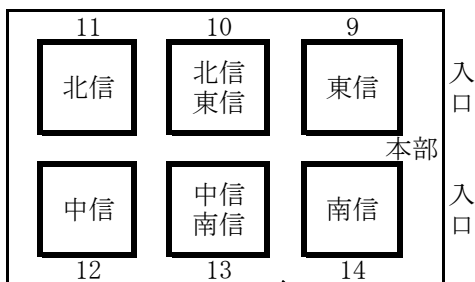 11 10 9
北信 北信 東信 東信
入口
本部
中信 中信 南信 南信
入口
12 13 14